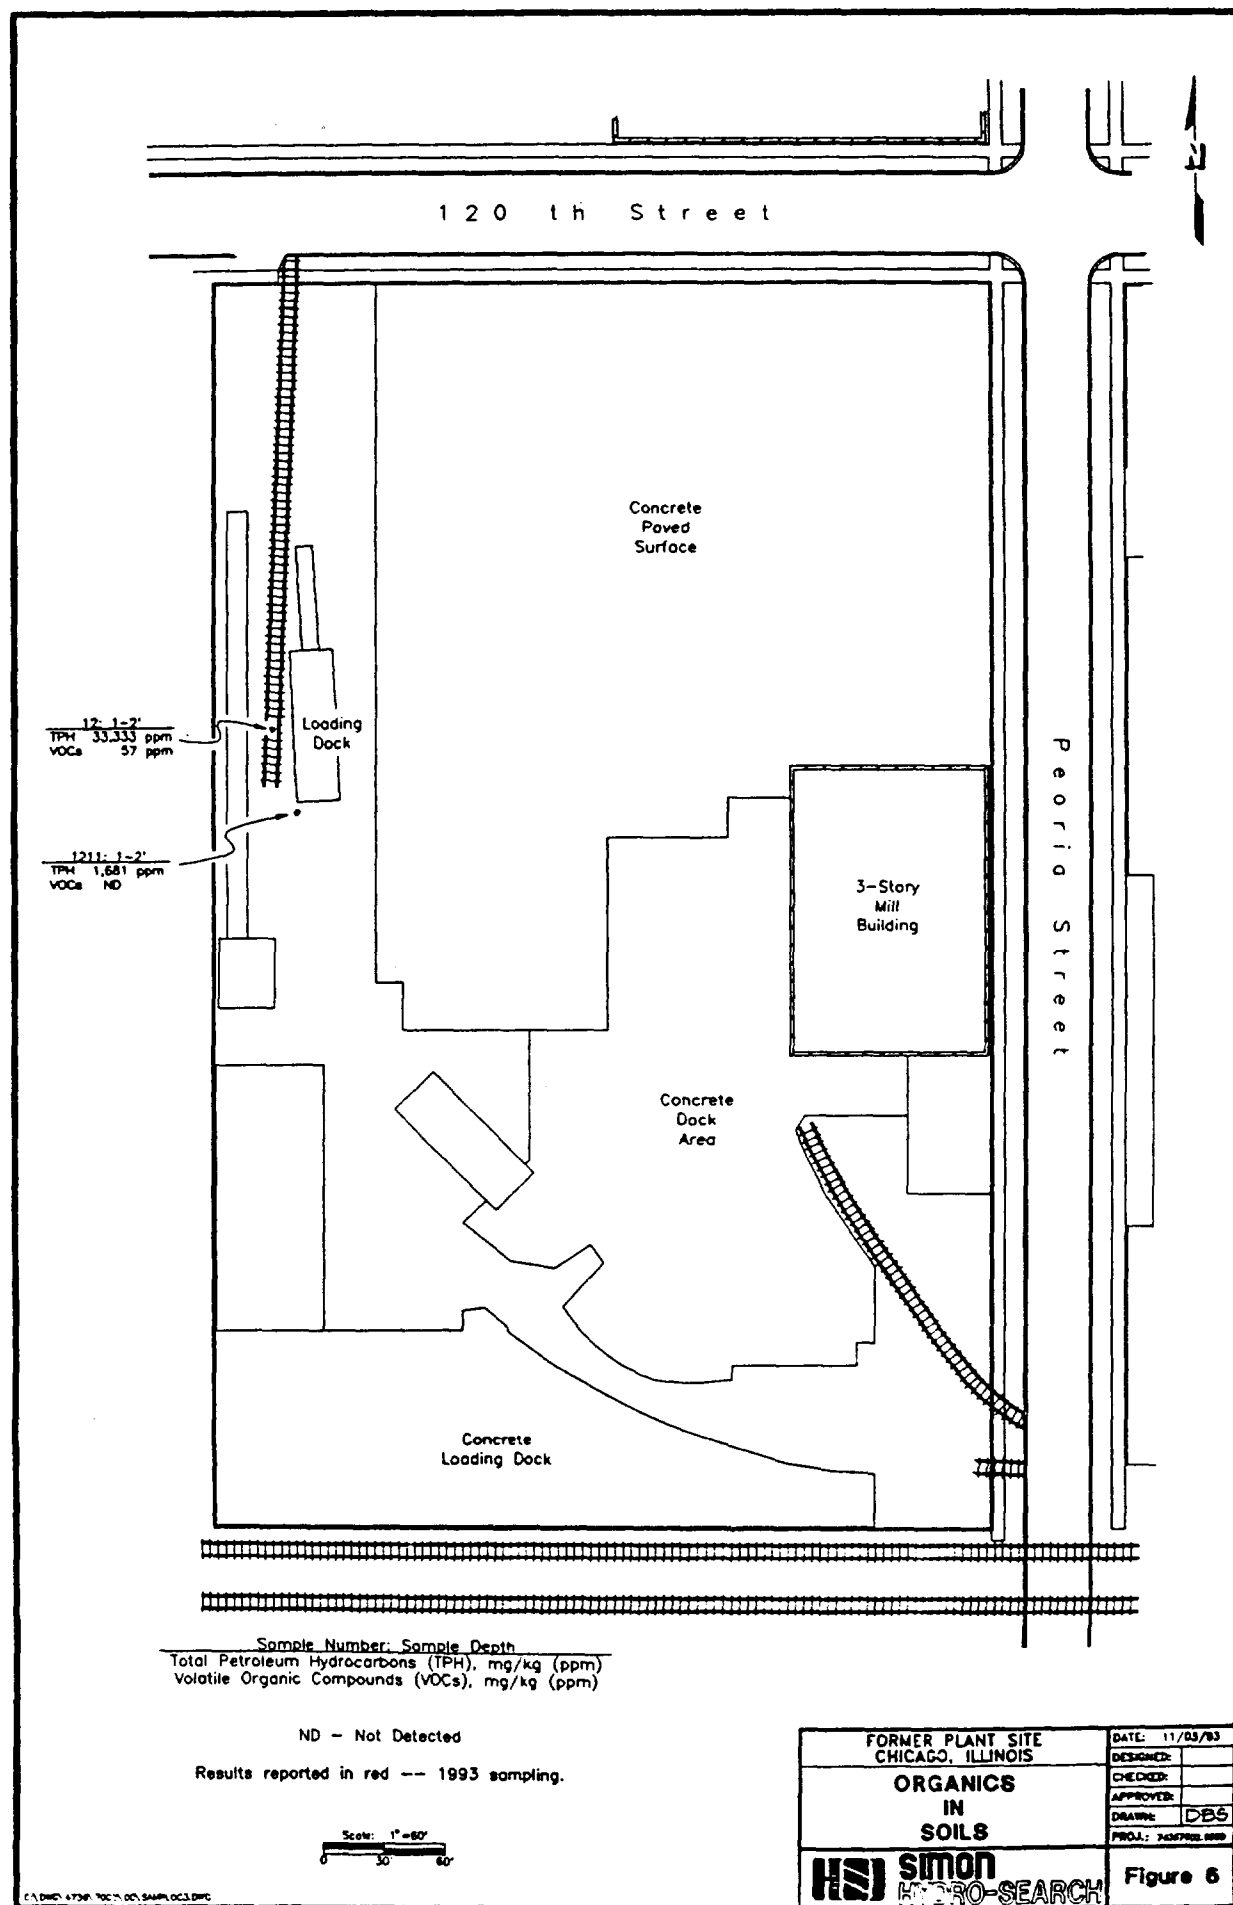 N
120 th Street
Concrete
Paved
Surface
Loading
Dock
12: 1-2'
TPH 33,333 ppm
VOCs 57 ppm
1211: 1-2'
TPH 1,681 ppm
VOCs ND
Peoria Street
3-Story
Mill
Building
Concrete
Dock
Area
Concrete
Loading Dock
Sample Number: Sample Depth
Total Petroleum Hydrocarbons (TPH), mg/kg (ppm)
Volatile Organic Compounds (VOCs), mg/kg (ppm)
ND - Not Detected
Results reported in red -- 1993 sampling.
Scale: 1"=60'
0 30' 60'
FORMER PLANT SITE
CHICAGO, ILLINOIS
ORGANICS
IN
SOILS
SIMON
HYDRO-SEARCH
DATE: 11/05/93
DESIGNED:
CHECKED:
APPROVED:
DRAWN: DBS
PROJ.:
Figure 6